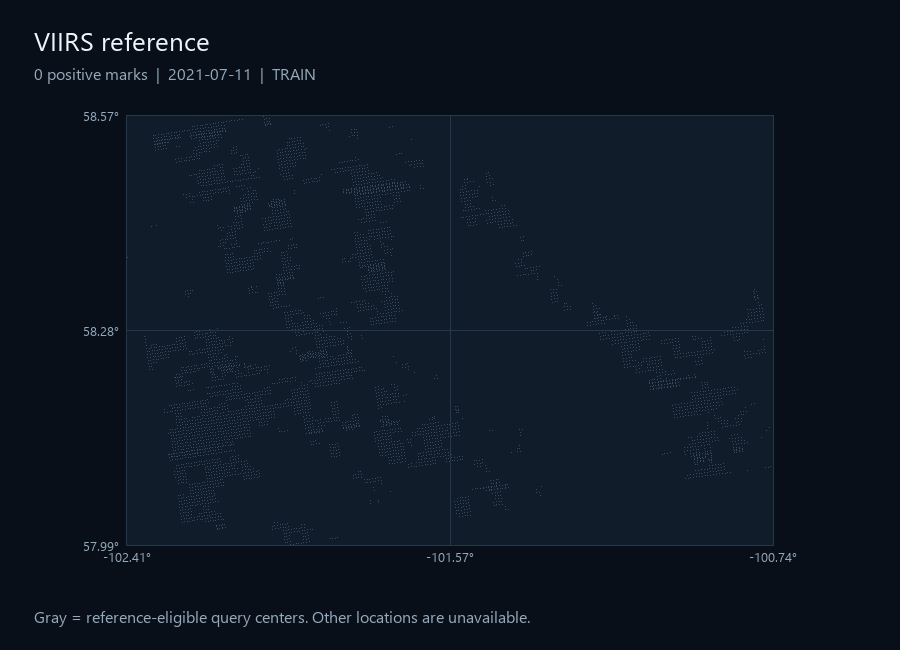 VIIRS reference
0 positive marks | 2021-07-11 | TRAIN
58.57°
58.28°
57.99°
-102.41°
-101.57°
-100.74°
Gray = reference-eligible query centers. Other locations are unavailable.